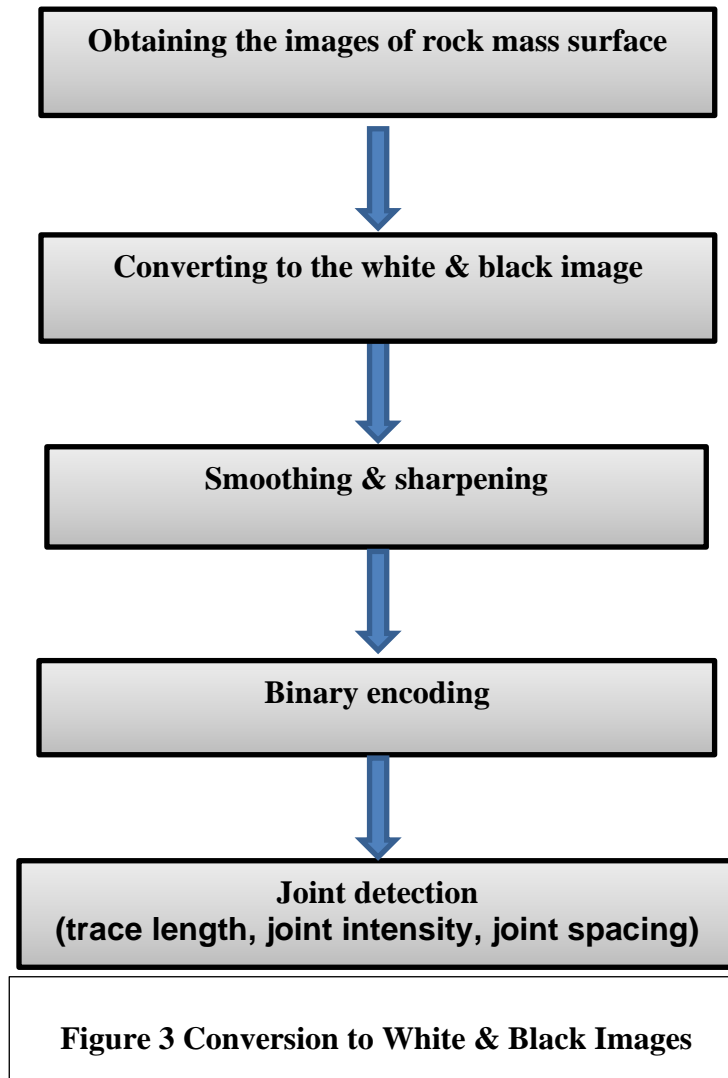 Obtaining the images of rock mass surface
Converting to the white & black image
Smoothing & sharpening
Binary encoding
Joint detection
(trace length, joint intensity, joint spacing)
Figure 3 Conversion to White & Black Images